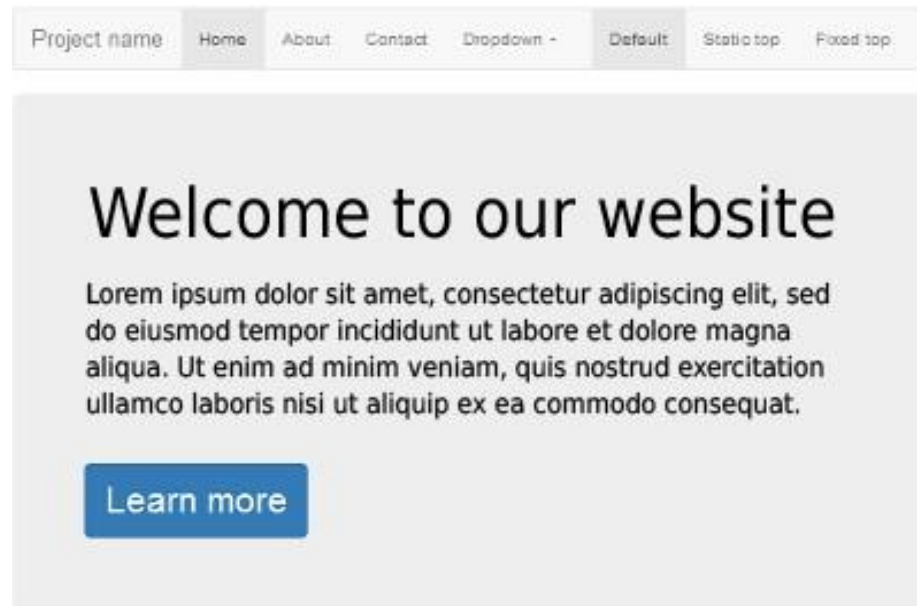 Project name Home About Contact Dropdown Default Static top Fixed top
Welcome to our website
Lorem ipsum dolor sit amet, consectetur adipiscing elit, sed
do eiusmod tempor incididunt ut labore et dolore magna
aliqua. Ut enim ad minim veniam, quis nostrud exercitation
ullamco laboris nisi ut aliquip ex ea commodo consequat.
Learn more